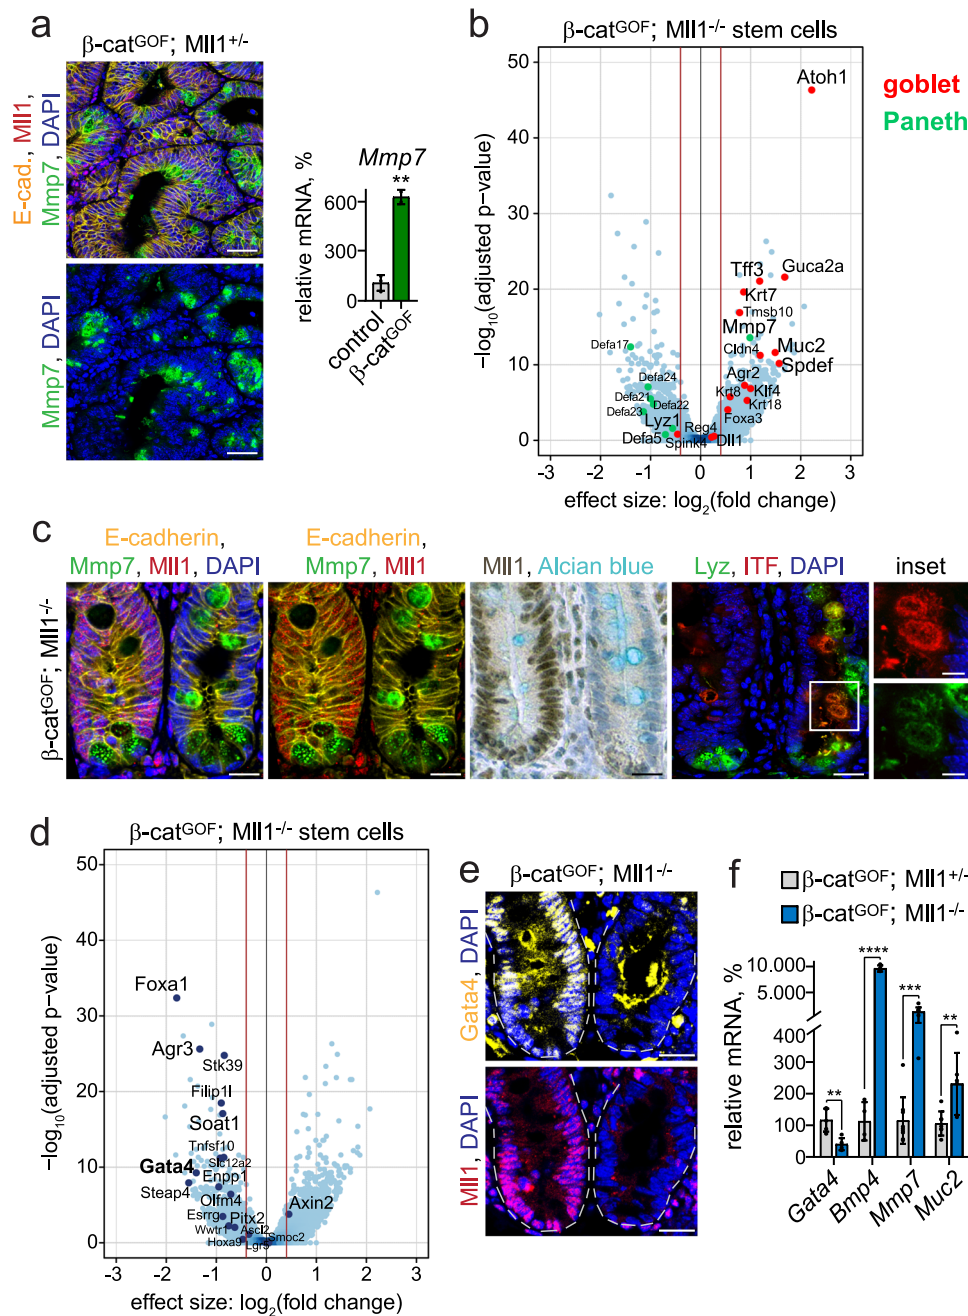 a
β-catGOF; Mll1+/-
E-cad., Mll1,
Mmp7, DAPI
Mmp7, DAPI
Mmp7
**
relative mRNA, %
600
300
0
control
β-catGOF
b
β-catGOF; Mll1-/- stem cells
goblet
Paneth
−log10(adjusted p-value)
50
40
30
20
10
0
Atoh1
Tff3
Guca2a
Krt7
Tmsb10
Mmp7
Defa17
Cldn4
Muc2
Spdef
Defa24
Agr2
Defa21
Krt8
Klf4
Defa22
Krt18
Defa23
Lyz1
Reg4
Foxa3
Defa5
Spink4
Dll1
-3 -2 -1 0 1 2 3
effect size: log2(fold change)
c
E-cadherin,
Mmp7, Mll1, DAPI
E-cadherin,
Mmp7, Mll1
Mll1, Alcian blue
Lyz, ITF, DAPI
inset
β-catGOF; Mll1-/-
d
β-catGOF; Mll1-/- stem cells
−log10(adjusted p-value)
50
40
30
20
10
0
Foxa1
Agr3
Stk39
Filip1l
Soat1
Tnfsf10
Slc12a2
Gata4
Enpp1
Steap4
Olfm4
Axin2
Esrrg
Pitx2
Wwtr1
Ascl2
Smoc2
Hoxa9
Lgr5
-3 -2 -1 0 1 2 3
effect size: log2(fold change)
e
β-catGOF; Mll1-/-
Gata4, DAPI
Mll1, DAPI
f
β-catGOF; Mll1+/-
β-catGOF; Mll1-/-
relative mRNA, %
10.000
5.000
400
300
200
100
0
**
****
***
**
Gata4
Bmp4
Mmp7
Muc2